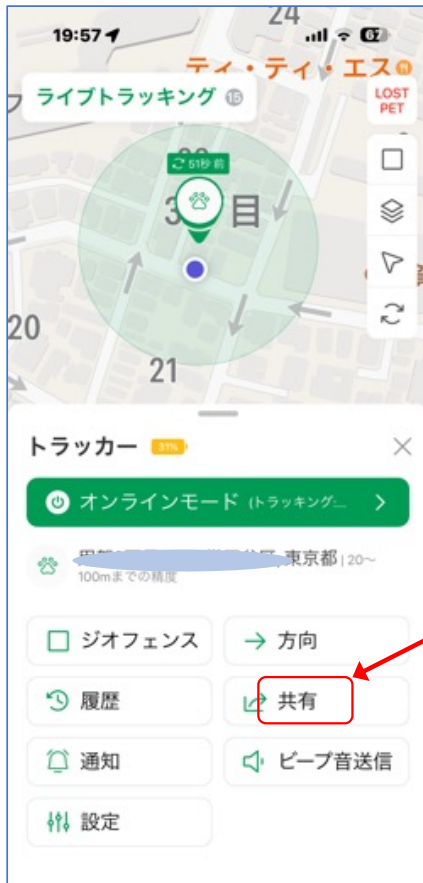 24
19:57
67
ティ・ティ・エス
ライブトラッキング 15
LOST
PET
51秒 前
3 目
20
21
トラッカー 31%
オンラインモード (トラッキング:...
東京都 | 20~
100mまでの精度
ジオフェンス
方向
履歴
共有
通知
ビープ音送信
設定